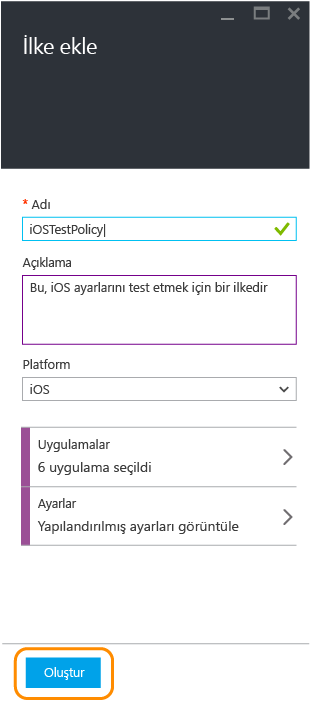 İlke ekle
* Adı
iOSTestPolicy
Açıklama
Bu, iOS ayarlarını test etmek için bir ilkedir
Platform
iOS
Uygulamalar
6 uygulama seçildi
Ayarlar
Yapılandırılmış ayarları görüntüle
Oluştur